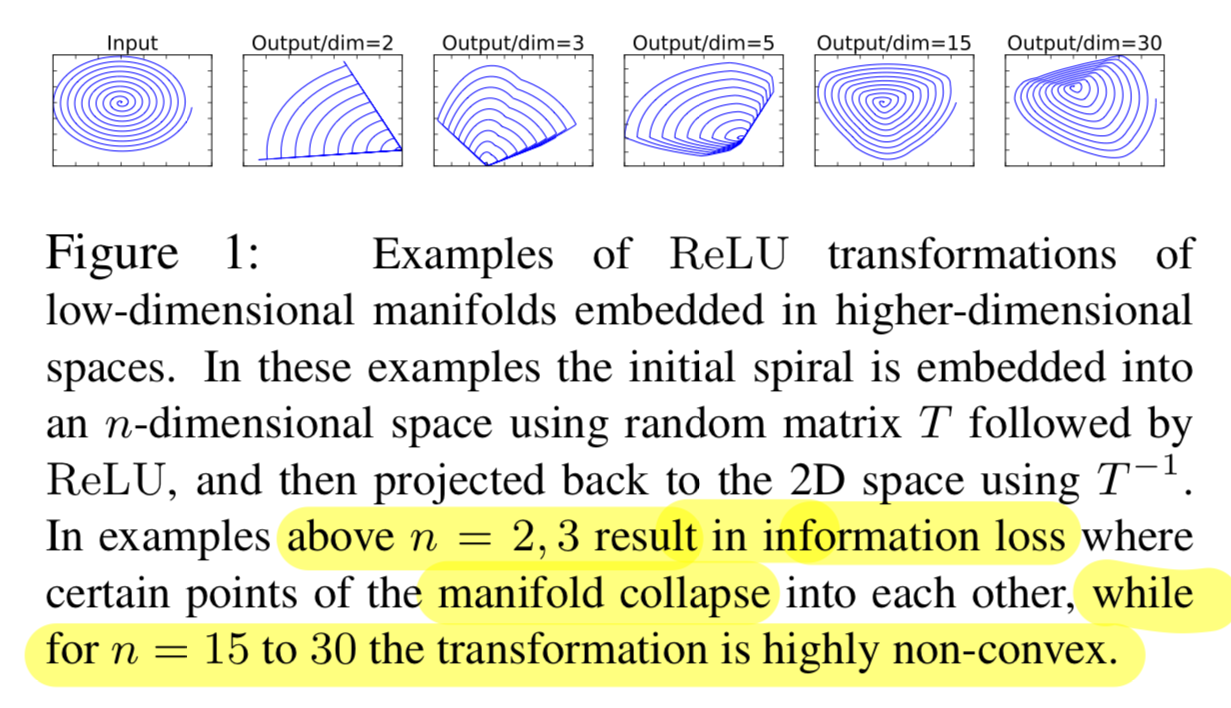 Input Output/dim=2 Output/dim=3 Output/dim=5 Output/dim=15 Output/dim=30
Figure 1: Examples of ReLU transformations of
low-dimensional manifolds embedded in higher-dimensional
spaces. In these examples the initial spiral is embedded into
an n-dimensional space using random matrix T followed by
ReLU, and then projected back to the 2D space using T⁻¹.
In examples above n = 2, 3 result in information loss where
certain points of the manifold collapse into each other, while
for n = 15 to 30 the transformation is highly non-convex.